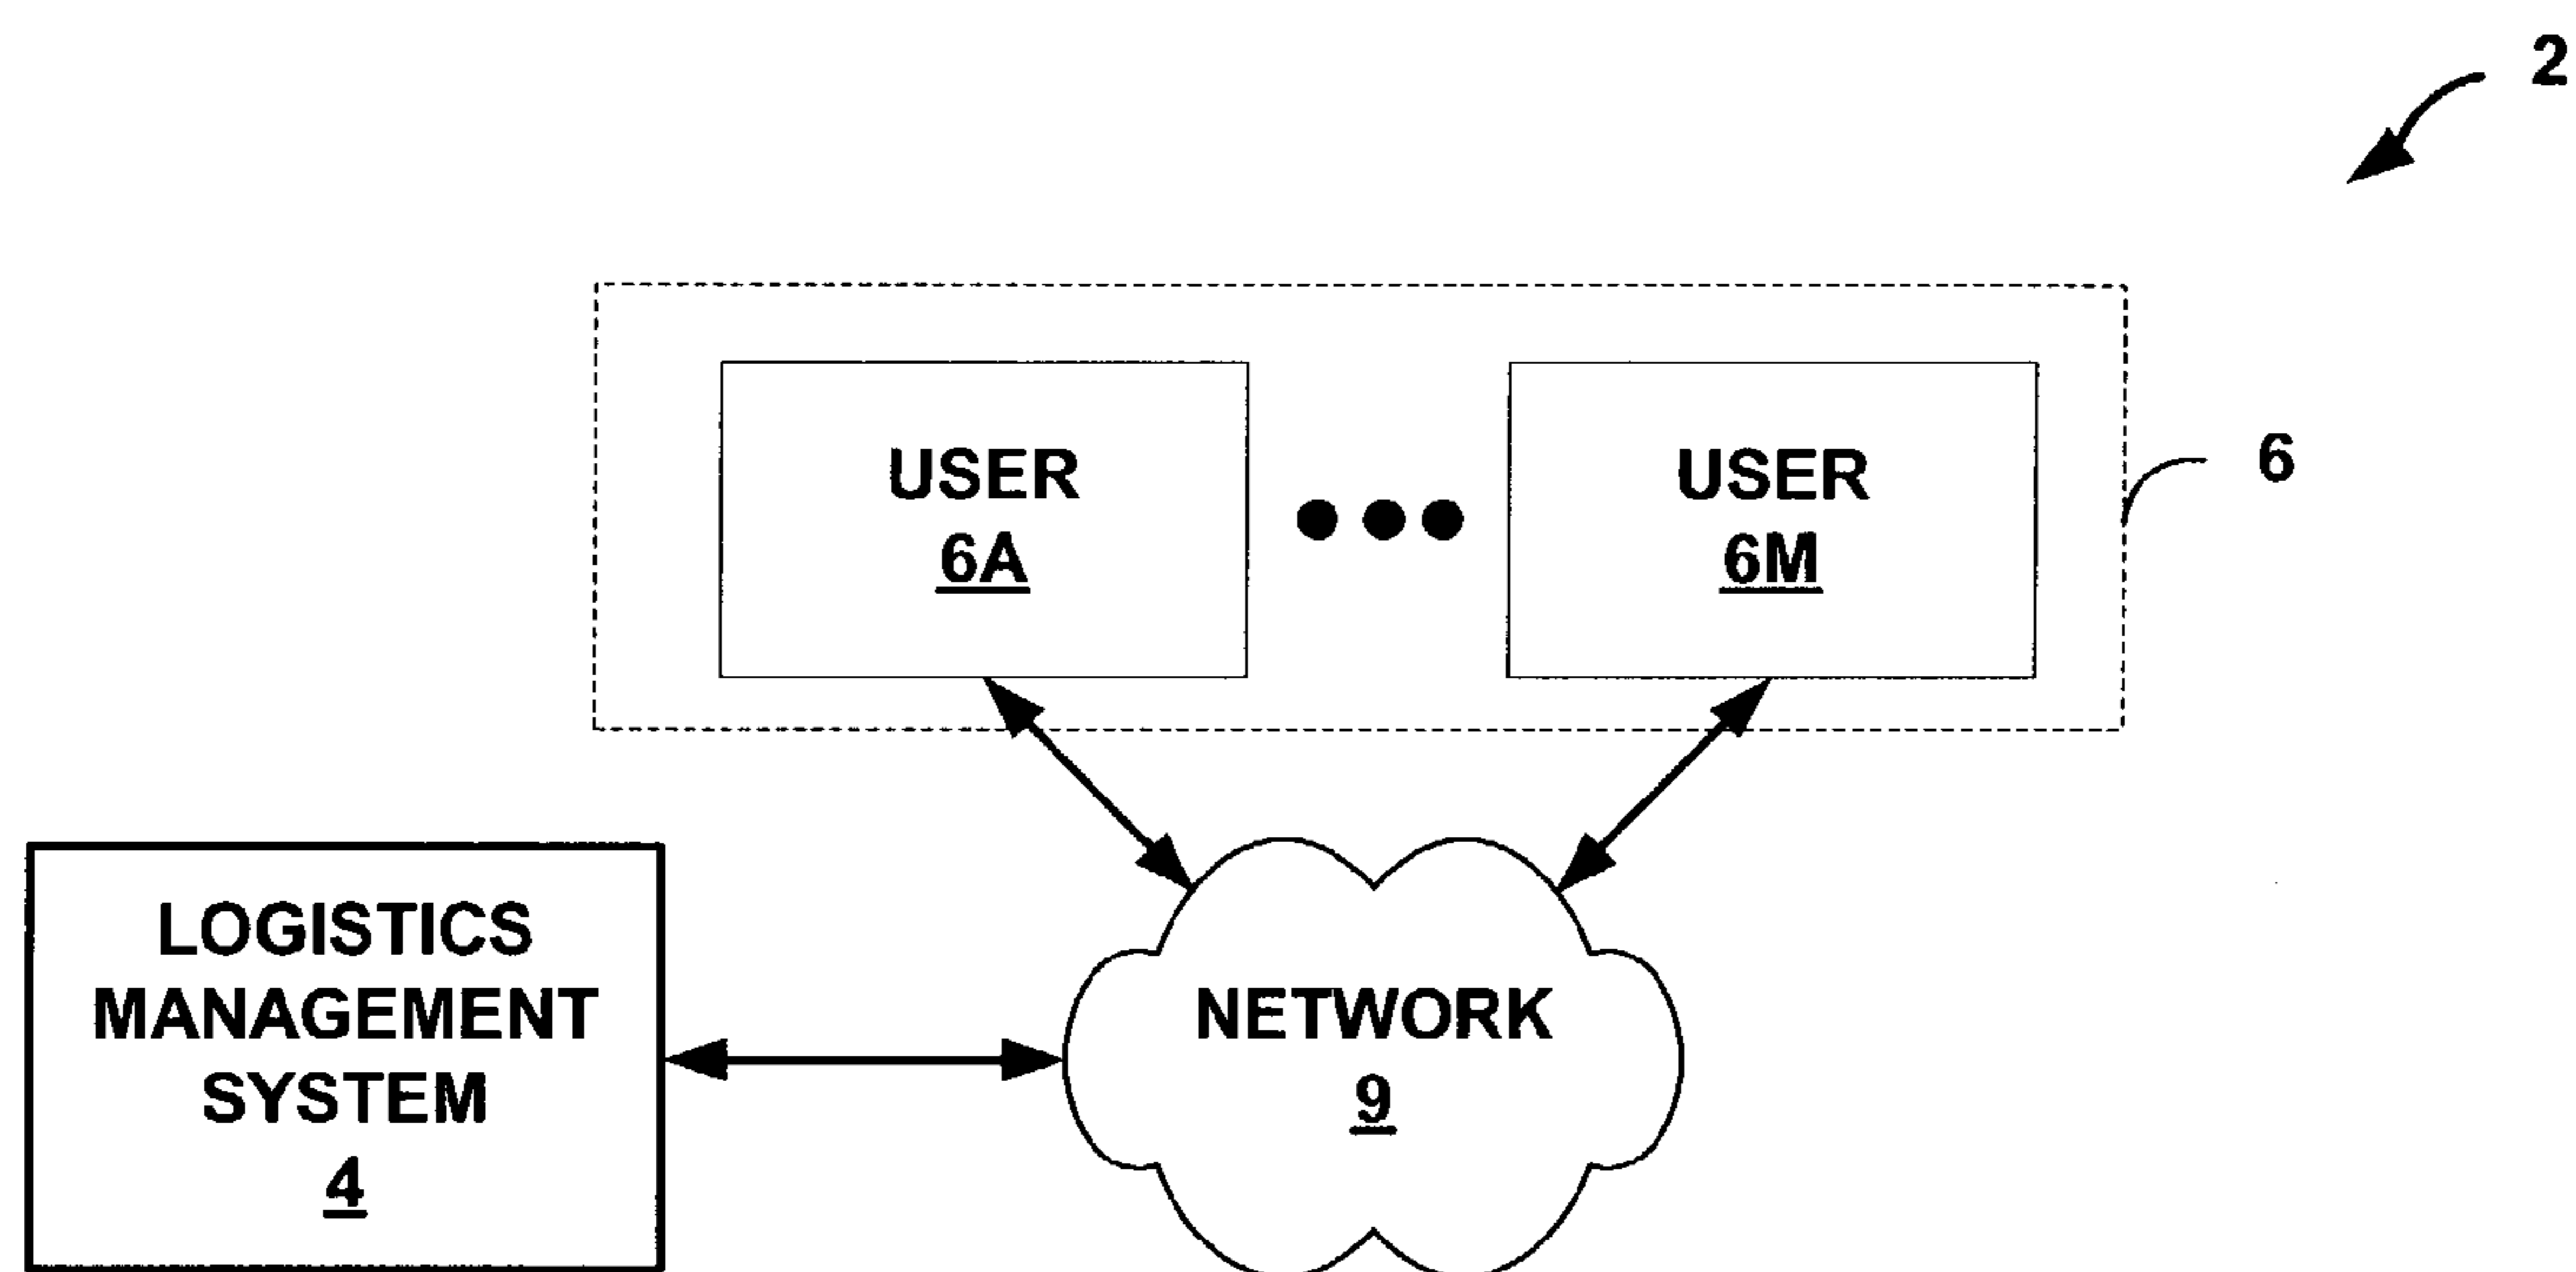 2
USER
6A
USER
6M
6
LOGISTICS
MANAGEMENT
SYSTEM
4
NETWORK
9